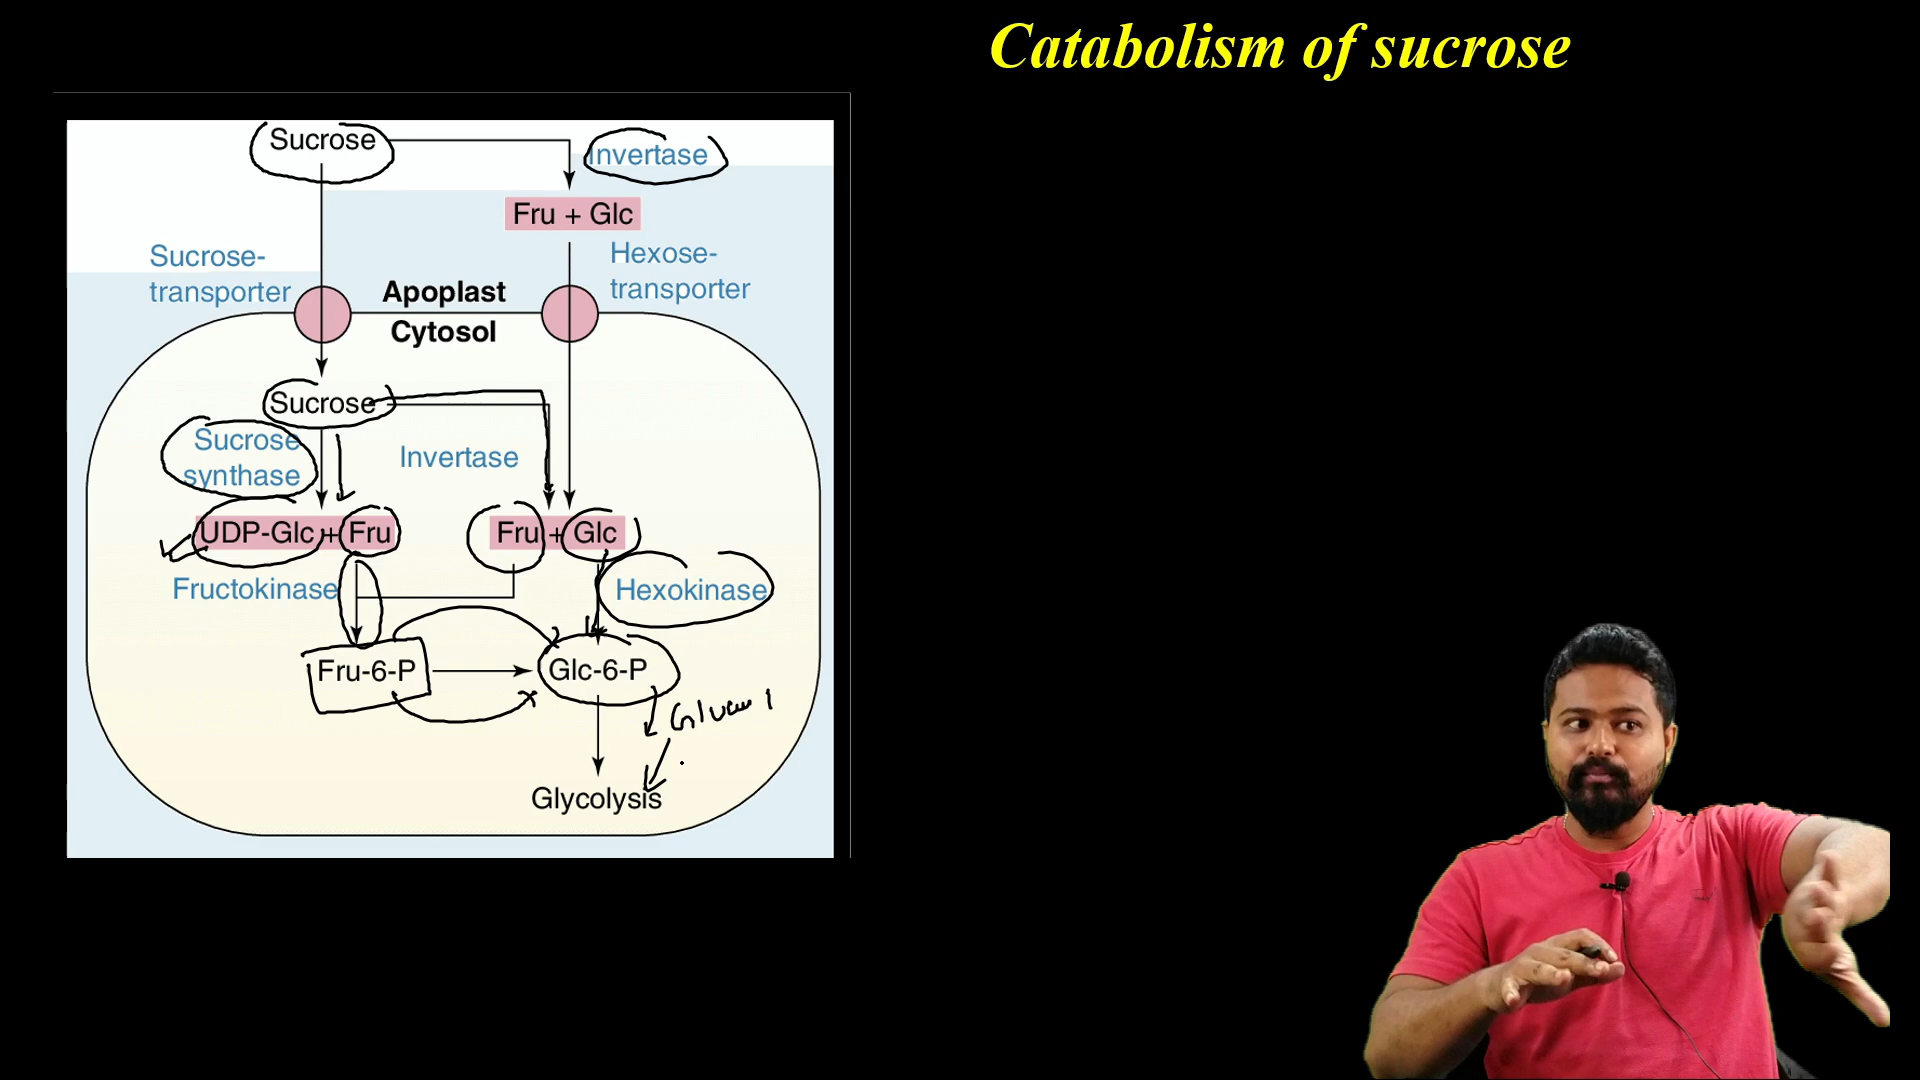 Catabolism of sucrose
Sucrose
Invertase
Fru + Glc
Sucrose-
transporter
Hexose-
transporter
Apoplast
Cytosol
Sucrose
Sucrose
synthase
Invertase
UDP-Glc + Fru
Fru + Glc
Fructokinase
Hexokinase
Fru-6-P
Glc-6-P
Glycolysis